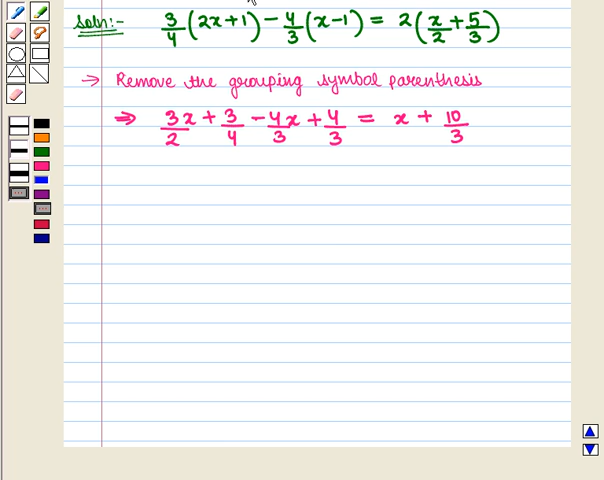 Soln:- 3/4 (2x+1) - 4/3 (x-1) = 2(x/2 + 5/3)
→ Remove the grouping symbol parenthesis
⇒ 3x/2 + 3/4 - 4x/3 + 4/3 = x + 10/3